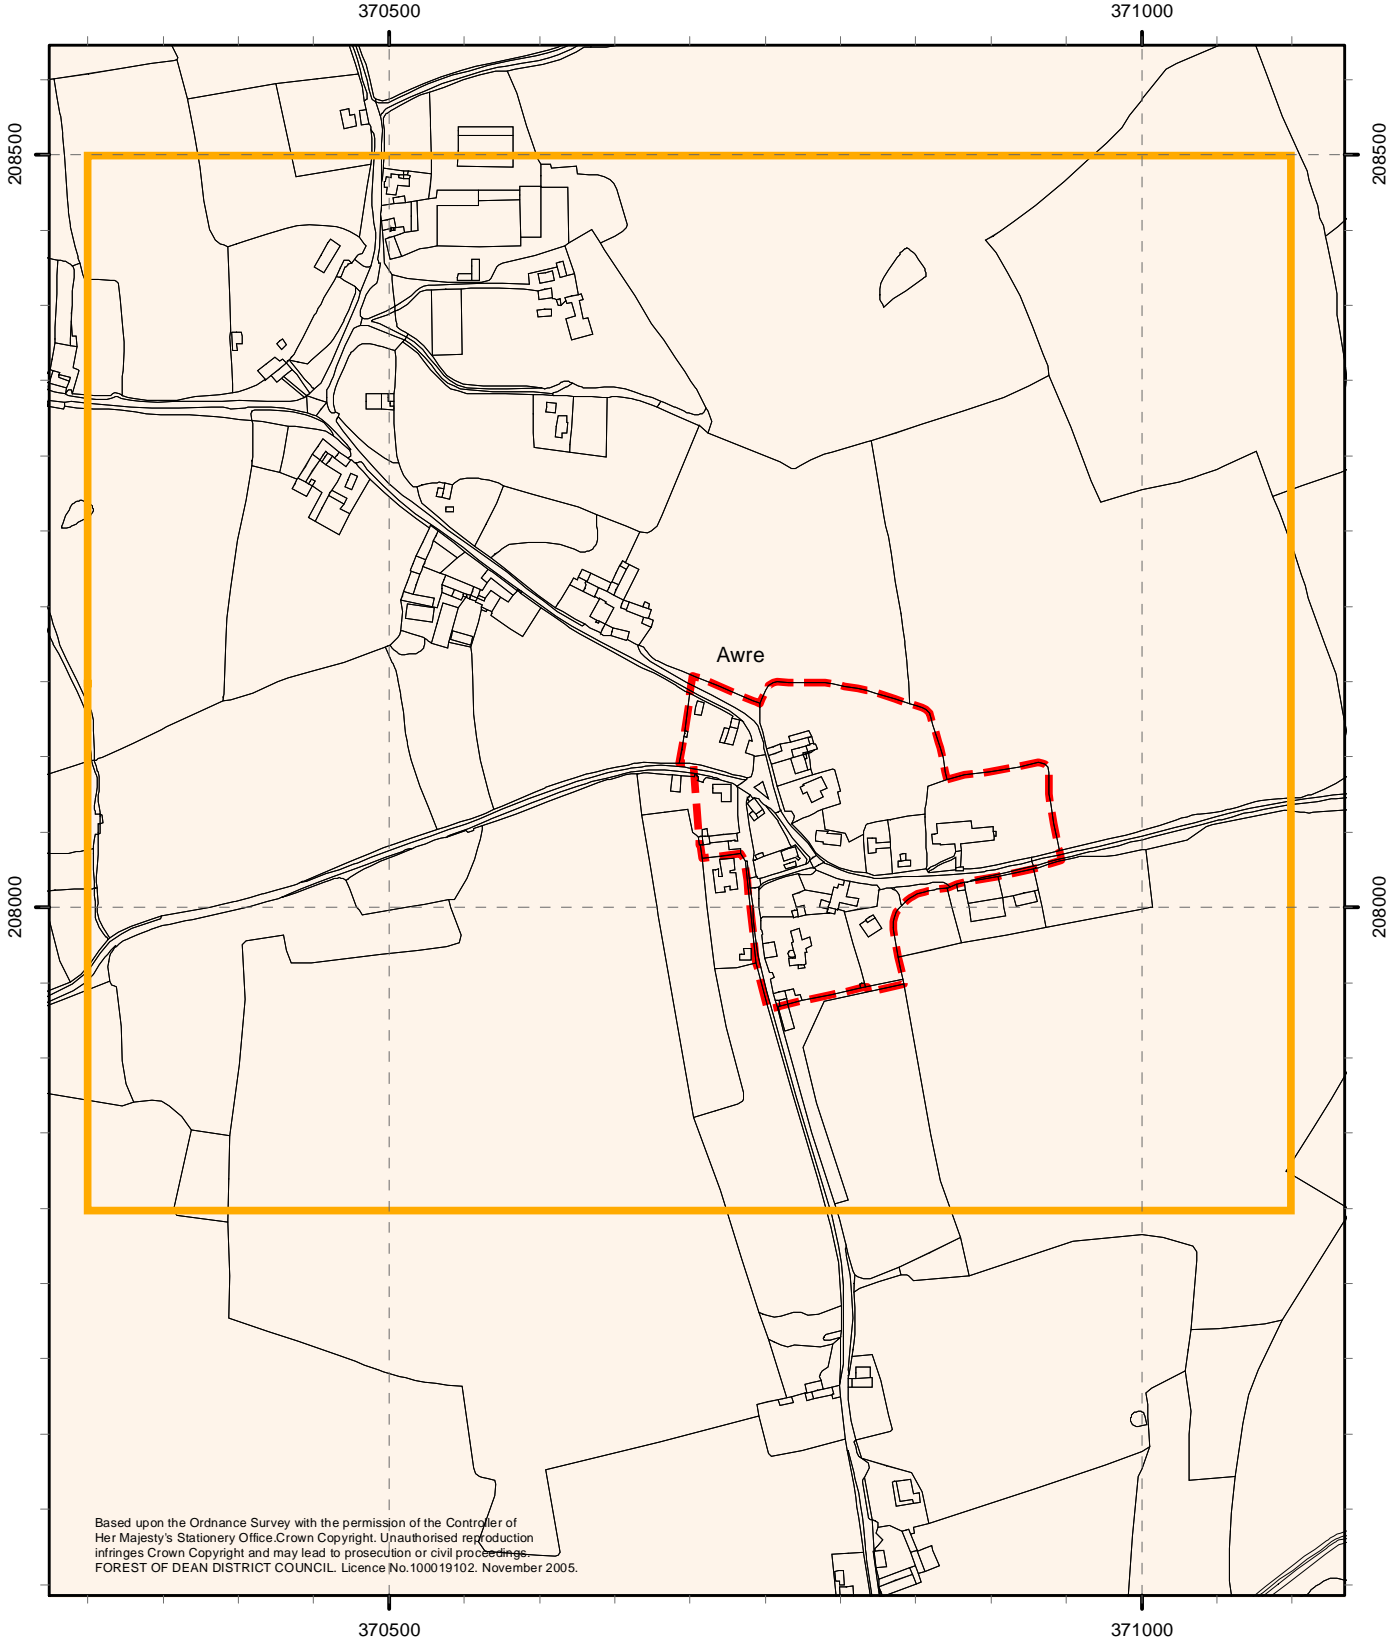 370500
371000
208500
208500
Awre
208000
208000
Based upon the Ordnance Survey with the permission of the Controller of
Her Majesty's Stationery Office.Crown Copyright. Unauthorised reproduction
infringes Crown Copyright and may lead to prosecution or civil proceedings.
FOREST OF DEAN DISTRICT COUNCIL. Licence No.100019102. November 2005.
370500
371000